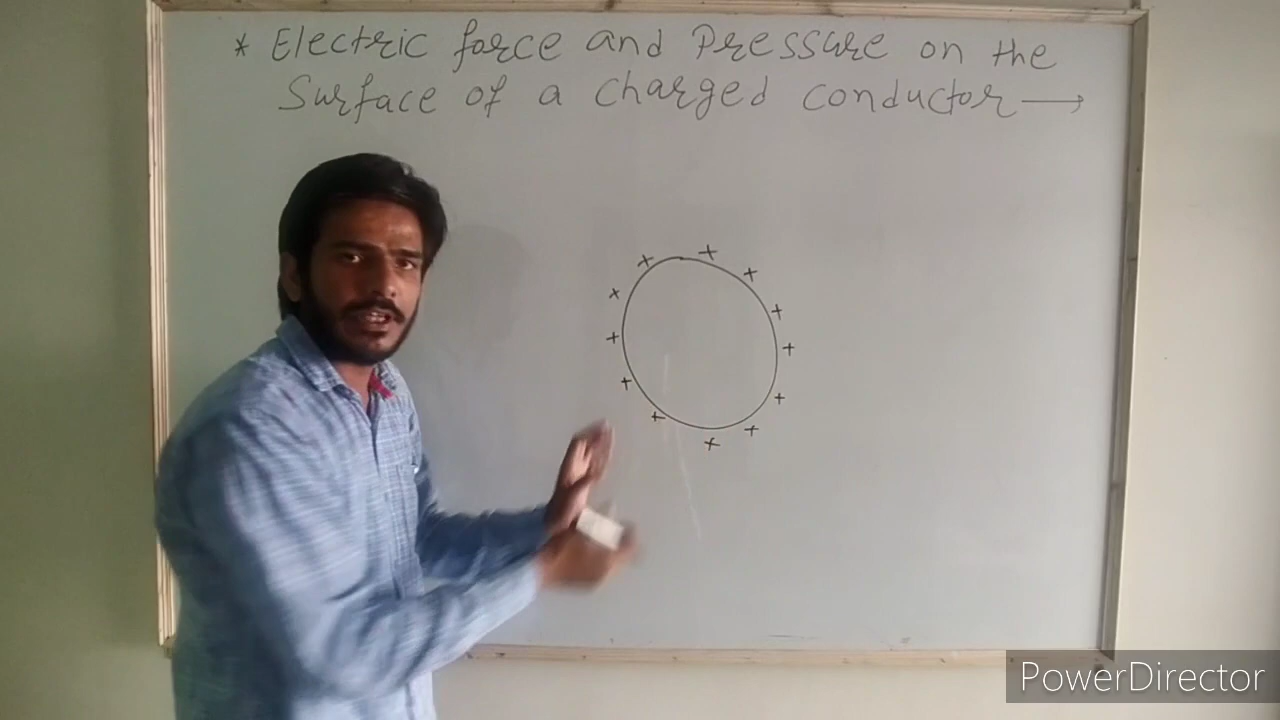 * Electric force and Pressure on the
Surface of a charged conductor →
+ + +
+ +
+ +
+ +
+ +
+ +
PowerDirector